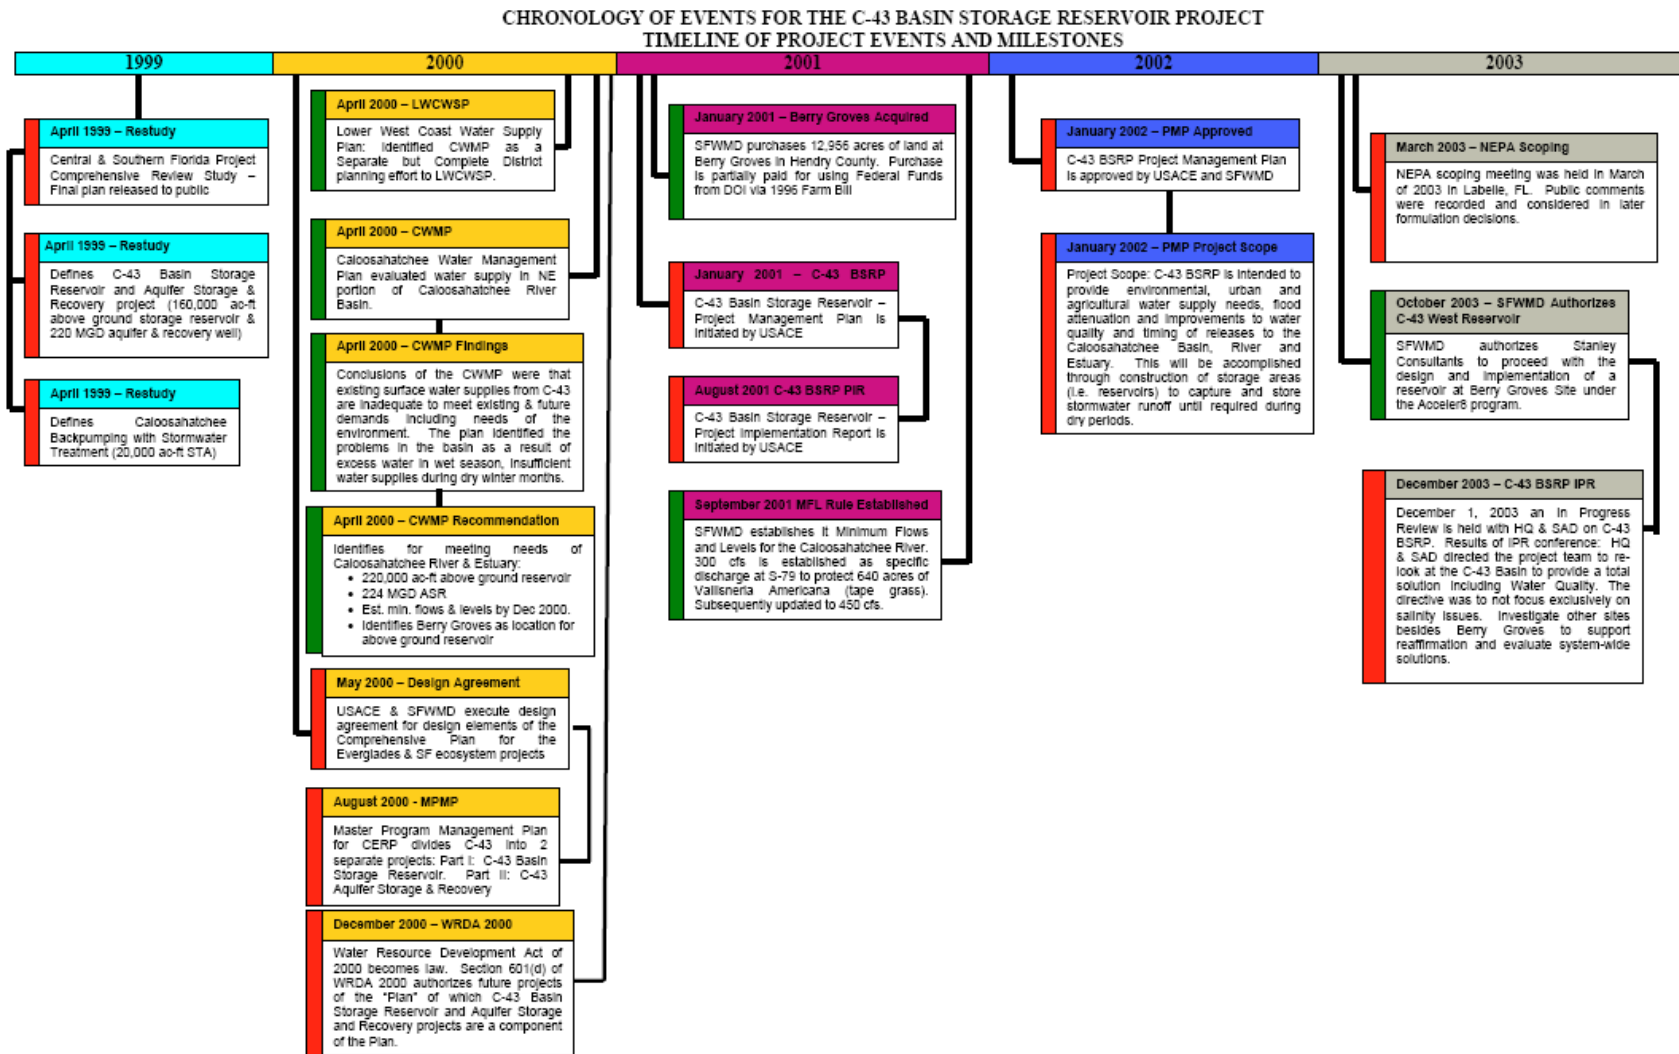 CHRONOLOGY OF EVENTS FOR THE C-43 BASIN STORAGE RESERVOIR PROJECT
TIMELINE OF PROJECT EVENTS AND MILESTONES
1999
2000
2001
2002
2003
April 1999 – Restudy
Central & Southern Florida Project
Comprehensive Review Study –
Final plan released to public
April 1999 – Restudy
Defines C-43 Basin Storage
Reservoir and Aquifer Storage &
Recovery project (160,000 ac-ft
above ground storage reservoir &
220 MGD aquifer & recovery well)
April 1999 – Restudy
Defines Caloosahatchee
Backpumping with Stormwater
Treatment (20,000 ac-ft STA)
April 2000 – LWCWSP
Lower West Coast Water Supply
Plan: Identified CWMP as a
Separate but Complete District
planning effort to LWCWSP.
April 2000 – CWMP
Caloosahatchee Water Management
Plan evaluated water supply in NE
portion of Caloosahatchee River
Basin.
April 2000 – CWMP Findings
Conclusions of the CWMP were that
existing surface water supplies from C-43
are inadequate to meet existing & future
demands including needs of the
environment. The plan identified the
problems in the basin as a result of
excess water in wet season, insufficient
water supplies during dry winter months.
April 2000 – CWMP Recommendation
Identifies for meeting needs of
Caloosahatchee River & Estuary:
• 220,000 ac-ft above ground reservoir
• 224 MGD ASR
• Est. min. flows & levels by Dec 2000.
• Identifies Berry Groves as location for
above ground reservoir
May 2000 – Design Agreement
USACE & SFWMD execute design
agreement for design elements of the
Comprehensive Plan for the
Everglades & SF ecosystem projects
August 2000 - MPMP
Master Program Management Plan
for CERP divides C-43 into 2
separate projects: Part I: C-43 Basin
Storage Reservoir. Part II: C-43
Aquifer Storage & Recovery
December 2000 – WRDA 2000
Water Resource Development Act of
2000 becomes law. Section 601(d) of
WRDA 2000 authorizes future projects
of the "Plan" of which C-43 Basin
Storage Reservoir and Aquifer Storage
and Recovery projects are a component
of the Plan.
January 2001 – Berry Groves Acquired
SFWMD purchases 12,956 acres of land at
Berry Groves in Hendry County. Purchase
is partially paid for using Federal Funds
from DOI via 1996 Farm Bill
January 2001 – C-43 BSRP
C-43 Basin Storage Reservoir –
Project Management Plan is
initiated by USACE
August 2001 C-43 BSRP PIR
C-43 Basin Storage Reservoir –
Project Implementation Report is
initiated by USACE
September 2001 MFL Rule Established
SFWMD establishes it Minimum Flows
and Levels for the Caloosahatchee River.
300 cfs is established as specific
discharge at S-79 to protect 640 acres of
Vallisneria Americana (tape grass).
Subsequently updated to 450 cfs.
January 2002 – PMP Approved
C-43 BSRP Project Management Plan
is approved by USACE and SFWMD
January 2002 – PMP Project Scope
Project Scope: C-43 BSRP is intended to
provide environmental, urban and
agricultural water supply needs, flood
attenuation and improvements to water
quality and timing of releases to the
Caloosahatchee Basin, River and
Estuary. This will be accomplished
through construction of storage areas
(i.e. reservoirs) to capture and store
stormwater runoff until required during
dry periods.
March 2003 – NEPA Scoping
NEPA scoping meeting was held in March
of 2003 in Labelle, FL. Public comments
were recorded and considered in later
formulation decisions.
October 2003 – SFWMD Authorizes
C-43 West Reservoir
SFWMD authorizes Stanley
Consultants to proceed with the
design and implementation of a
reservoir at Berry Groves Site under
the Acceler8 program.
December 2003 – C-43 BSRP IPR
December 1, 2003 an In Progress
Review is held with HQ & SAD on C-43
BSRP. Results of IPR conference: HQ
& SAD directed the project team to re-
look at the C-43 Basin to provide a total
solution including Water Quality. The
directive was to not focus exclusively on
salinity issues. Investigate other sites
besides Berry Groves to support
reaffirmation and evaluate system-wide
solutions.